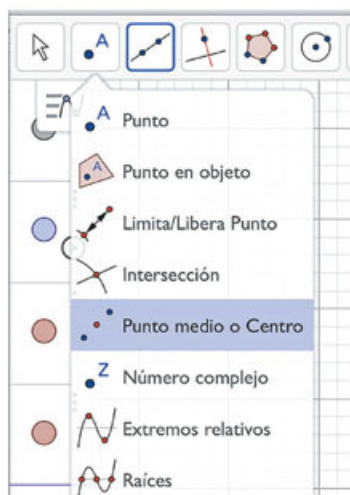 A
A
Punto
A
Punto en objeto
Limita/Libera Punto
Intersección
Punto medio o Centro
Z
Número complejo
Extremos relativos
Raíces